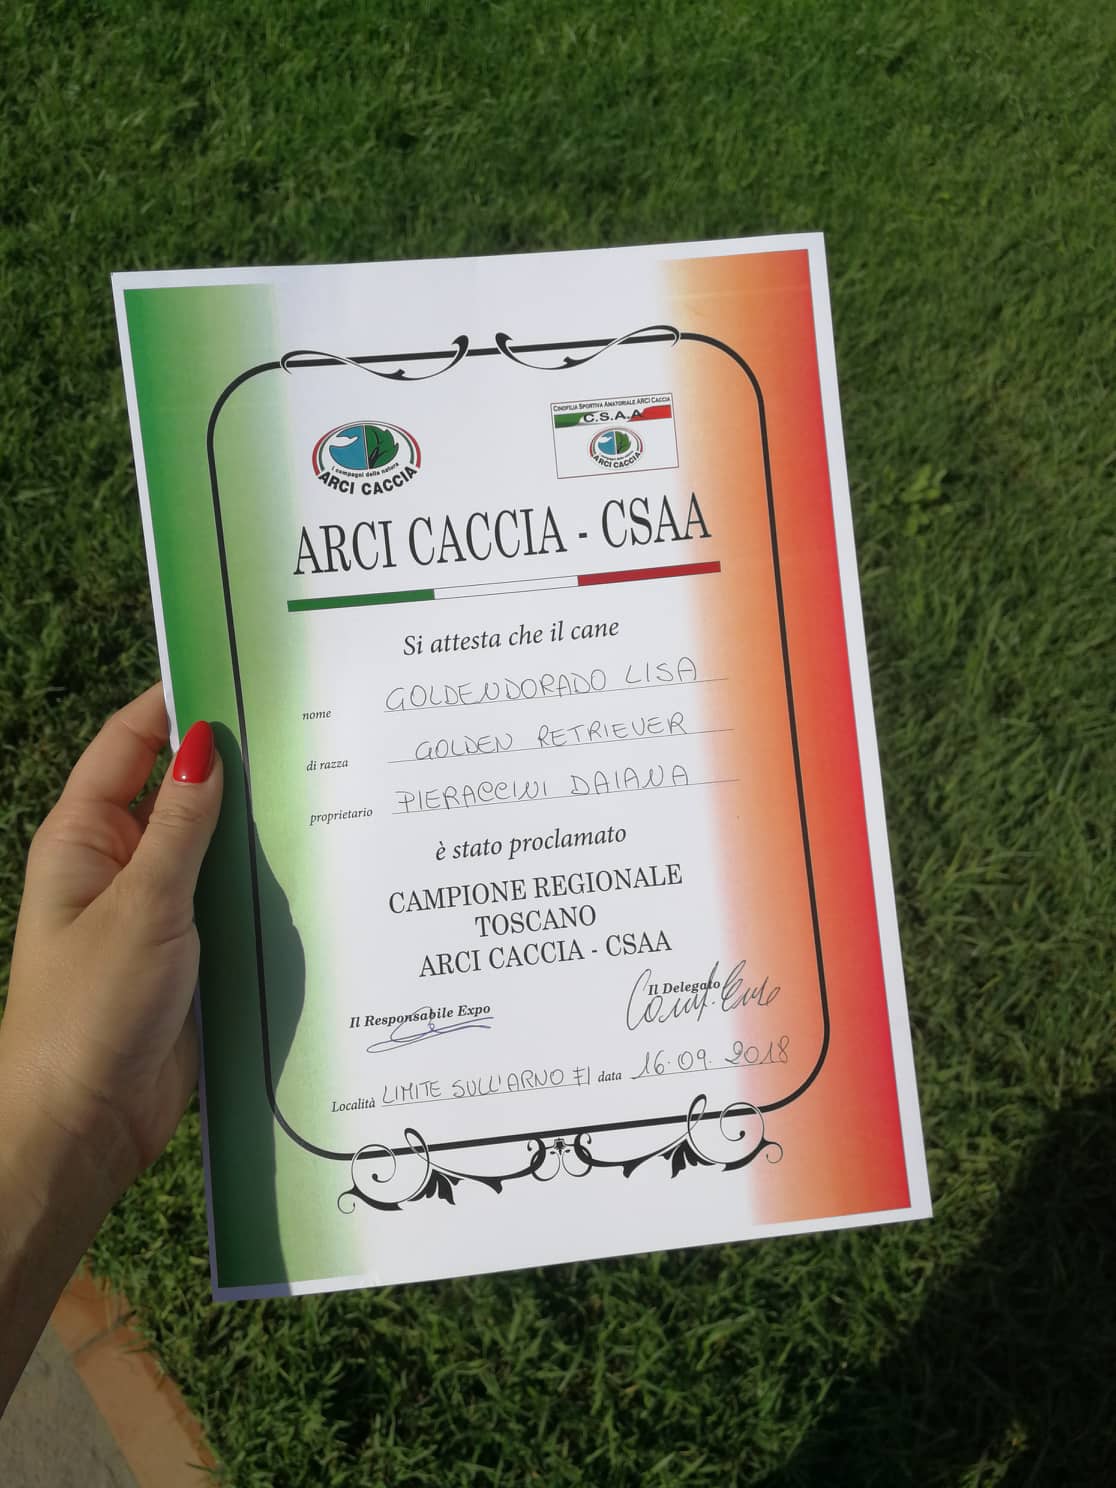 i compagni della natura
ARCI CACCIA
CINOFILIA SPORTIVA AMATORIALE ARCI CACCIA
C.S.A.A
ARCI CACCIA
ARCI CACCIA - CSAA
Si attesta che il cane
nome GOLDENDORADO LISA
di razza GOLDEN RETRIEVER
proprietario PIERACCINI DAIANA
è stato proclamato
CAMPIONE REGIONALE
TOSCANO
ARCI CACCIA - CSAA
Il Responsabile Expo Il Delegato
Località LIMITE SULL'ARNO FI data 16.09.2018